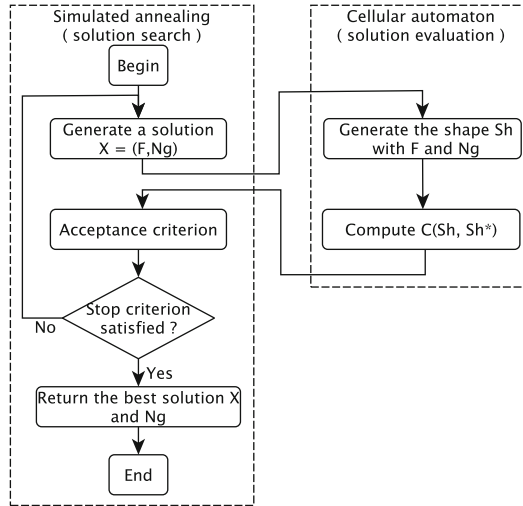 Simulated annealing
( solution search )
Begin
Generate a solution
X = (F,Ng)
Acceptance criterion
Stop criterion
satisfied ?
No
Yes
Return the best solution X
and Ng
End
Cellular automaton
( solution evaluation )
Generate the shape Sh
with F and Ng
Compute C(Sh, Sh*)